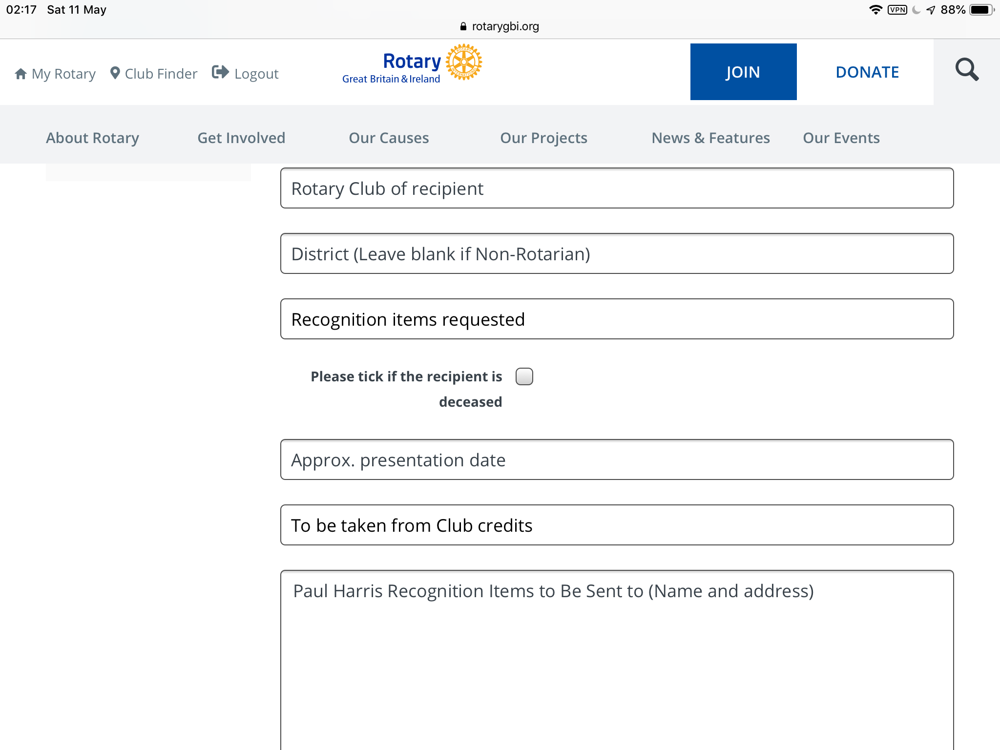 02:17 Sat 11 May
VPN 88%
rotarygbi.org
My Rotary Club Finder Logout
Rotary
Great Britain & Ireland
ROTARY
INTERNATIONAL
JOIN
DONATE
About Rotary Get Involved Our Causes Our Projects News & Features Our Events
Rotary Club of recipient
District (Leave blank if Non-Rotarian)
Recognition items requested
Please tick if the recipient is
deceased
Approx. presentation date
To be taken from Club credits
Paul Harris Recognition Items to Be Sent to (Name and address)